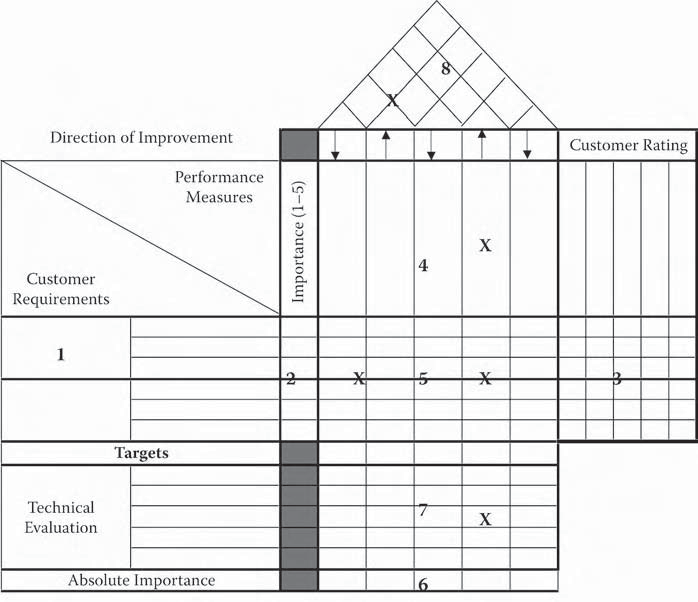 8
X
Direction of Improvement
Customer Rating
Performance
Measures
Importance (1–5)
X
4
Customer
Requirements
1
2 X 5 X 3
Targets
7
Technical
Evaluation
X
Absolute Importance
6